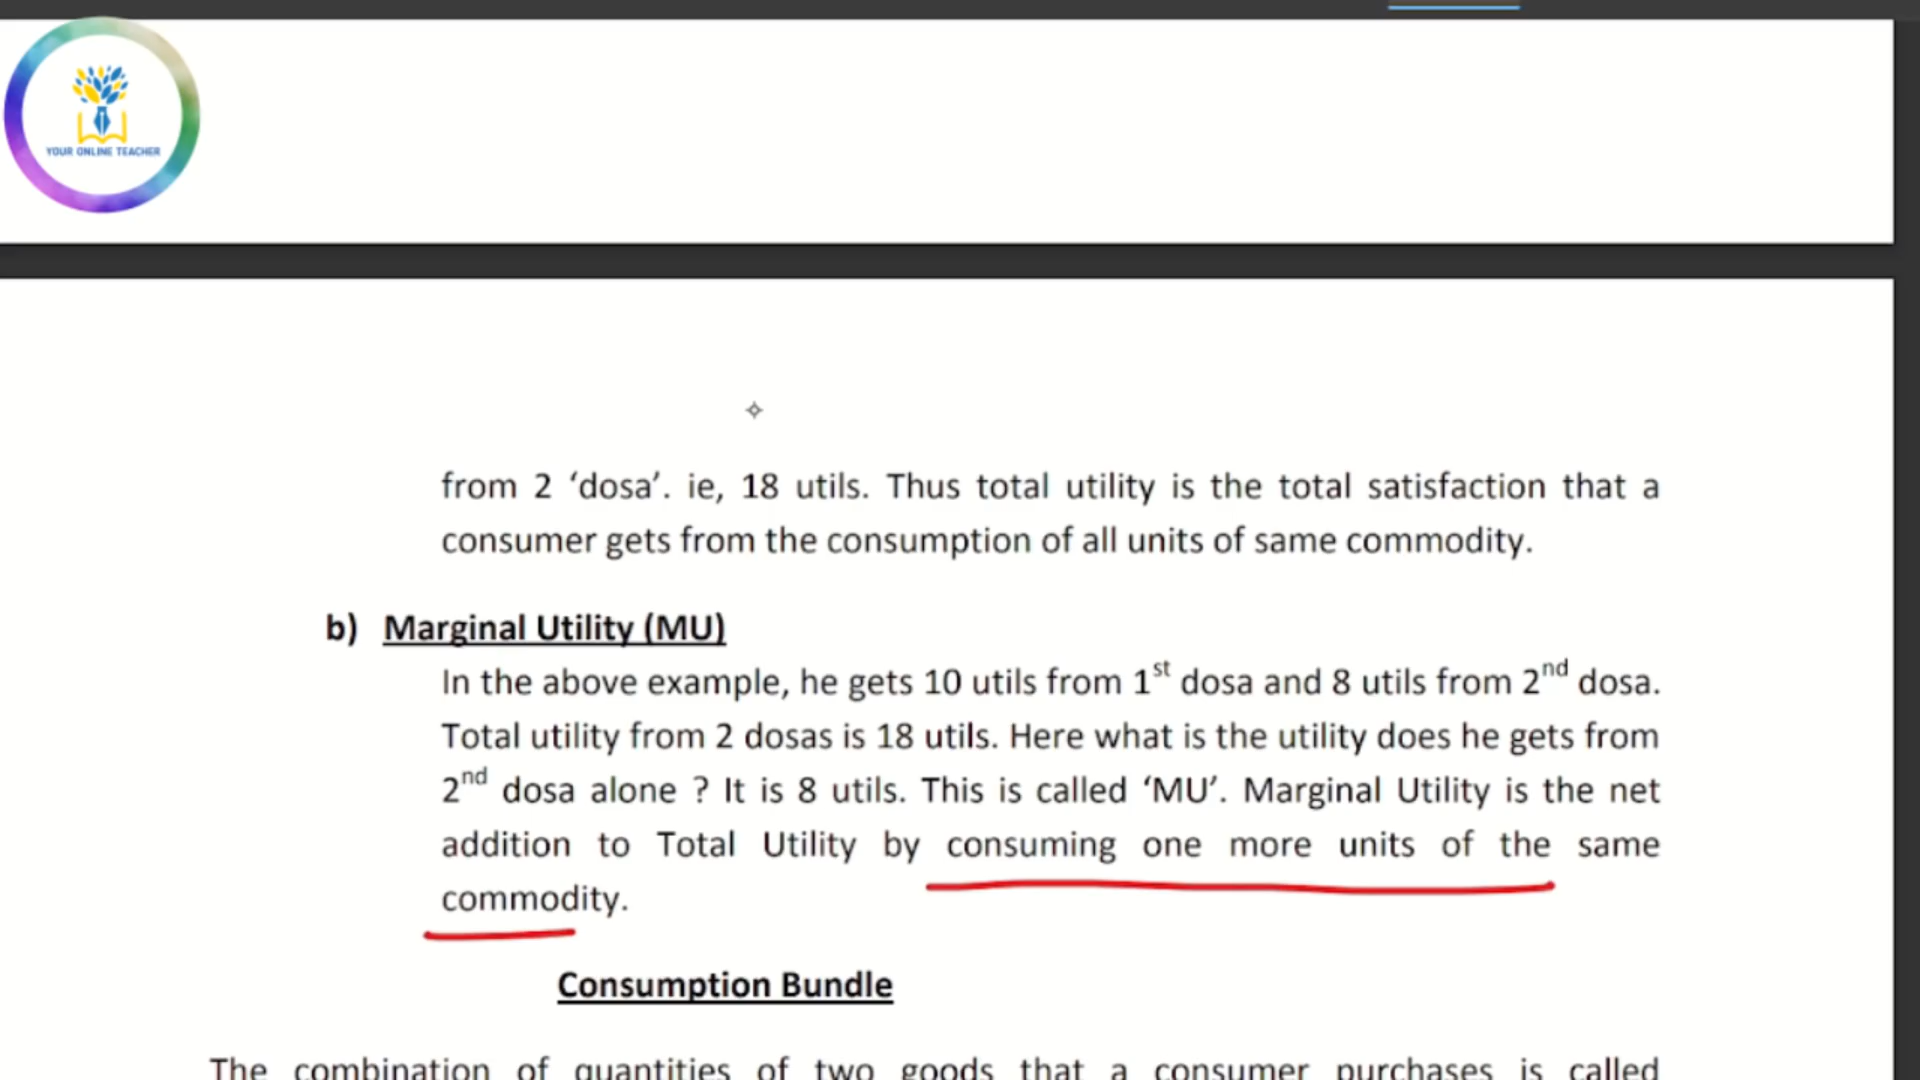 YOUR ONLINE TEACHER
from 2 ‘dosa’. ie, 18 utils. Thus total utility is the total satisfaction that a
consumer gets from the consumption of all units of same commodity.
b) Marginal Utility (MU)
In the above example, he gets 10 utils from 1st dosa and 8 utils from 2nd dosa.
Total utility from 2 dosas is 18 utils. Here what is the utility does he gets from
2nd dosa alone ? It is 8 utils. This is called ‘MU’. Marginal Utility is the net
addition to Total Utility by consuming one more units of the same
commodity.
Consumption Bundle
The combination of quantities of two goods that a consumer purchases is called